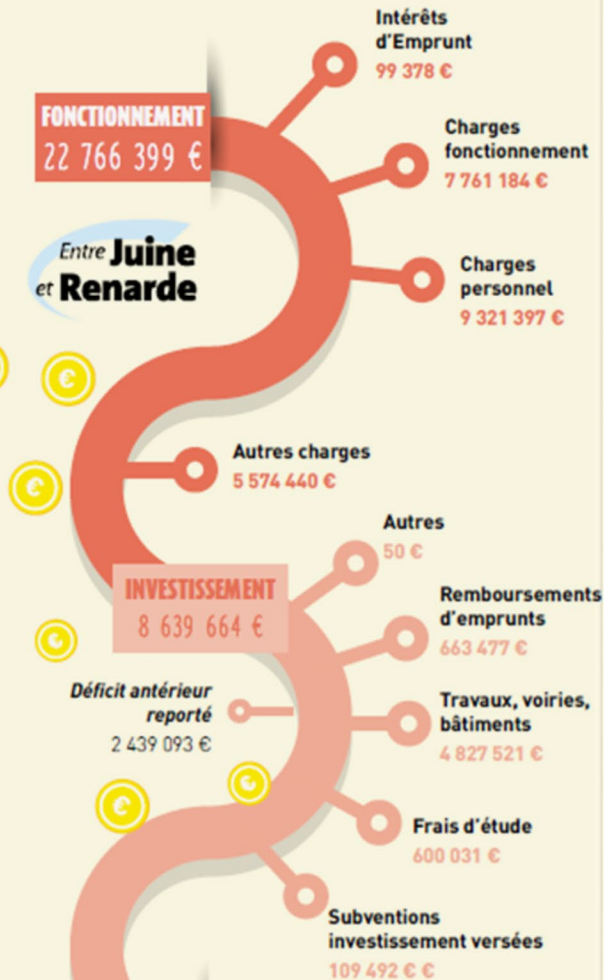 Intérêts
d'Emprunt
99 378 €
FONCTIONNEMENT
22 766 399 €
Charges
fonctionnement
7 761 184 €
Entre Juine
et Renarde
Charges
personnel
9 321 397 €
€
€
Autres charges
5 574 440 €
Autres
50 €
INVESTISSEMENT
8 639 664 €
Remboursements
d'emprunts
663 477 €
€
Déficit antérieur
reporté
2 439 093 €
Travaux, voiries,
bâtiments
4 827 521 €
€
€
Frais d'étude
600 031 €
Subventions
investissement versées
109 492 € €